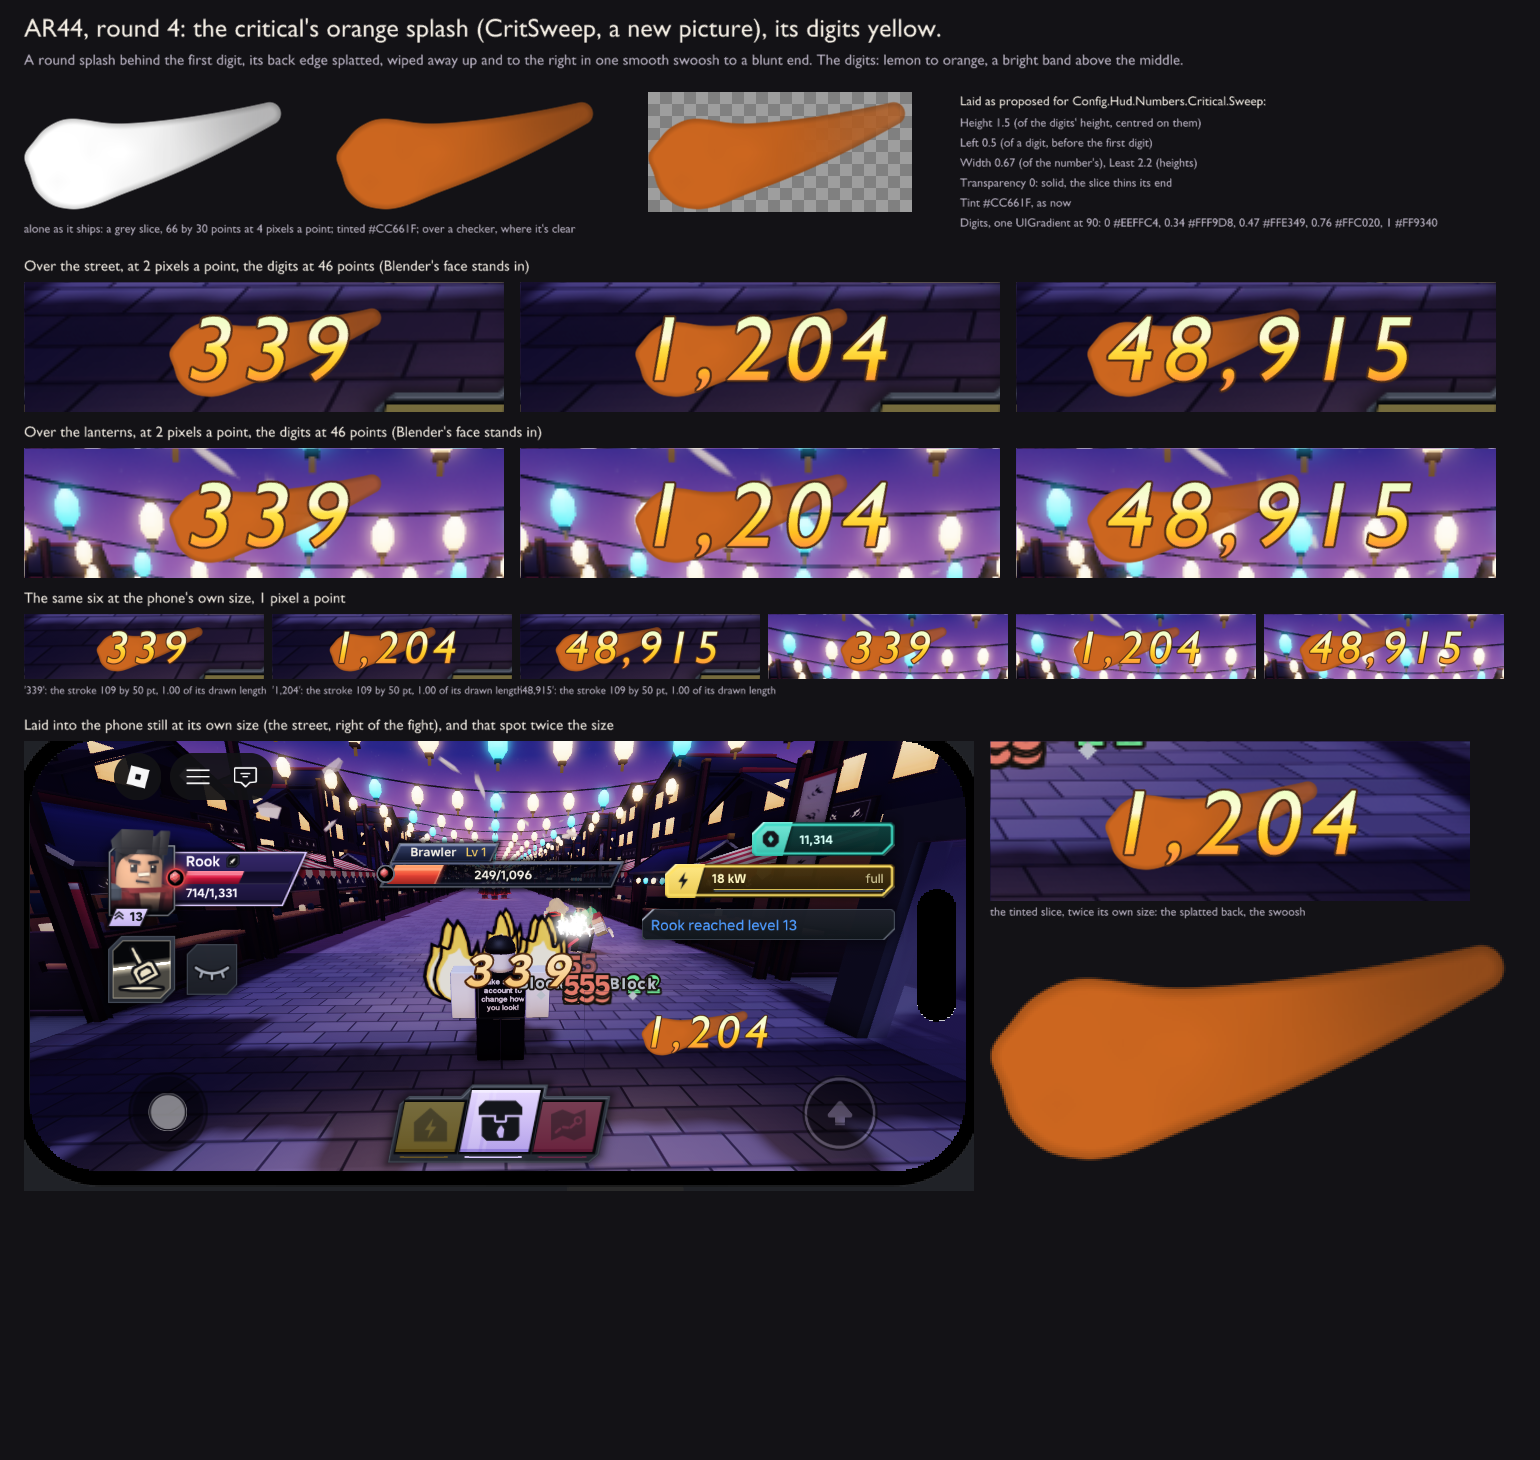 AR44, round 4: the critical's orange splash (CritSweep, a new picture), its digits yellow.
A round splash behind the first digit, its back edge splatted, wiped away up and to the right in one smooth swoosh to a blunt end. The digits: lemon to orange, a bright band above the middle.
Laid as proposed for Config.Hud.Numbers.Critical.Sweep:
Height 1.5 (of the digits' height, centred on them)
Left 0.5 (of a digit, before the first digit)
Width 0.67 (of the number's), Least 2.2 (heights)
Transparency 0: solid, the slice thins its end
Tint #CC661F, as now
Digits, one UIGradient at 90: 0 #EEFFC4, 0.34 #FFF9D8, 0.47 #FFE349, 0.76 #FFC020, 1 #FF9340
alone as it ships: a grey slice, 66 by 30 points at 4 pixels a point; tinted #CC661F; over a checker, where it's clear
Over the street, at 2 pixels a point, the digits at 46 points (Blender's face stands in)
339
1,204
48,915
Over the lanterns, at 2 pixels a point, the digits at 46 points (Blender's face stands in)
339
1,204
48,915
The same six at the phone's own size, 1 pixel a point
339
1,204
48,915
339
1,204
48,915
'339': the stroke 109 by 50 pt, 1.00 of its drawn length
'1,204': the stroke 109 by 50 pt, 1.00 of its drawn length
'48,915': the stroke 109 by 50 pt, 1.00 of its drawn length
Laid into the phone still at its own size (the street, right of the fight), and that spot twice the size
11,314
Brawler Lv 1
Rook
249/1,096
18 kW full
714/1,331
13
Rook reached level 13
339
555
Block
account to
change how
you look!
1,204
1,204
the tinted slice, twice its own size: the splatted back, the swoosh